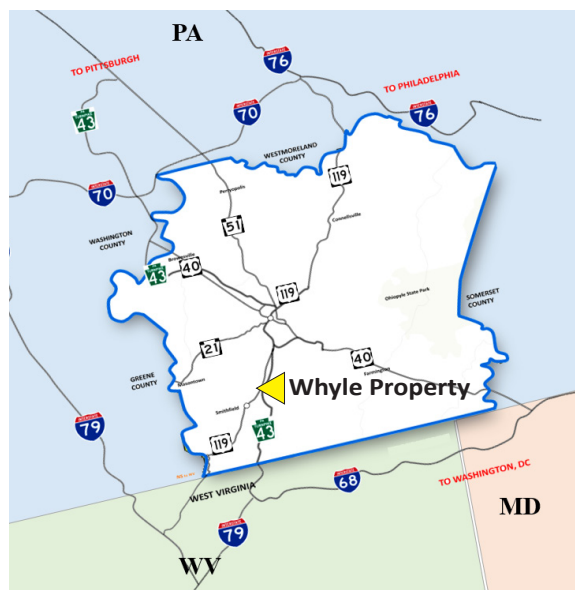 PA
TO PITTSBURGH
76
TO PHILADELPHIA
43
70
76
WESTMORELAND
COUNTY
119
70
Perryopolis
51
Connellsville
WASHINGTON
COUNTY
Brownsville
43
40
119
Ohiopyle State Park
SOMERSET
COUNTY
21
40
Farmington
GREENE
COUNTY
Masontown
Whyle Property
Smithfield
79
119
43
WEST VIRGINIA
68
TO WASHINGTON, DC
MD
79
WV